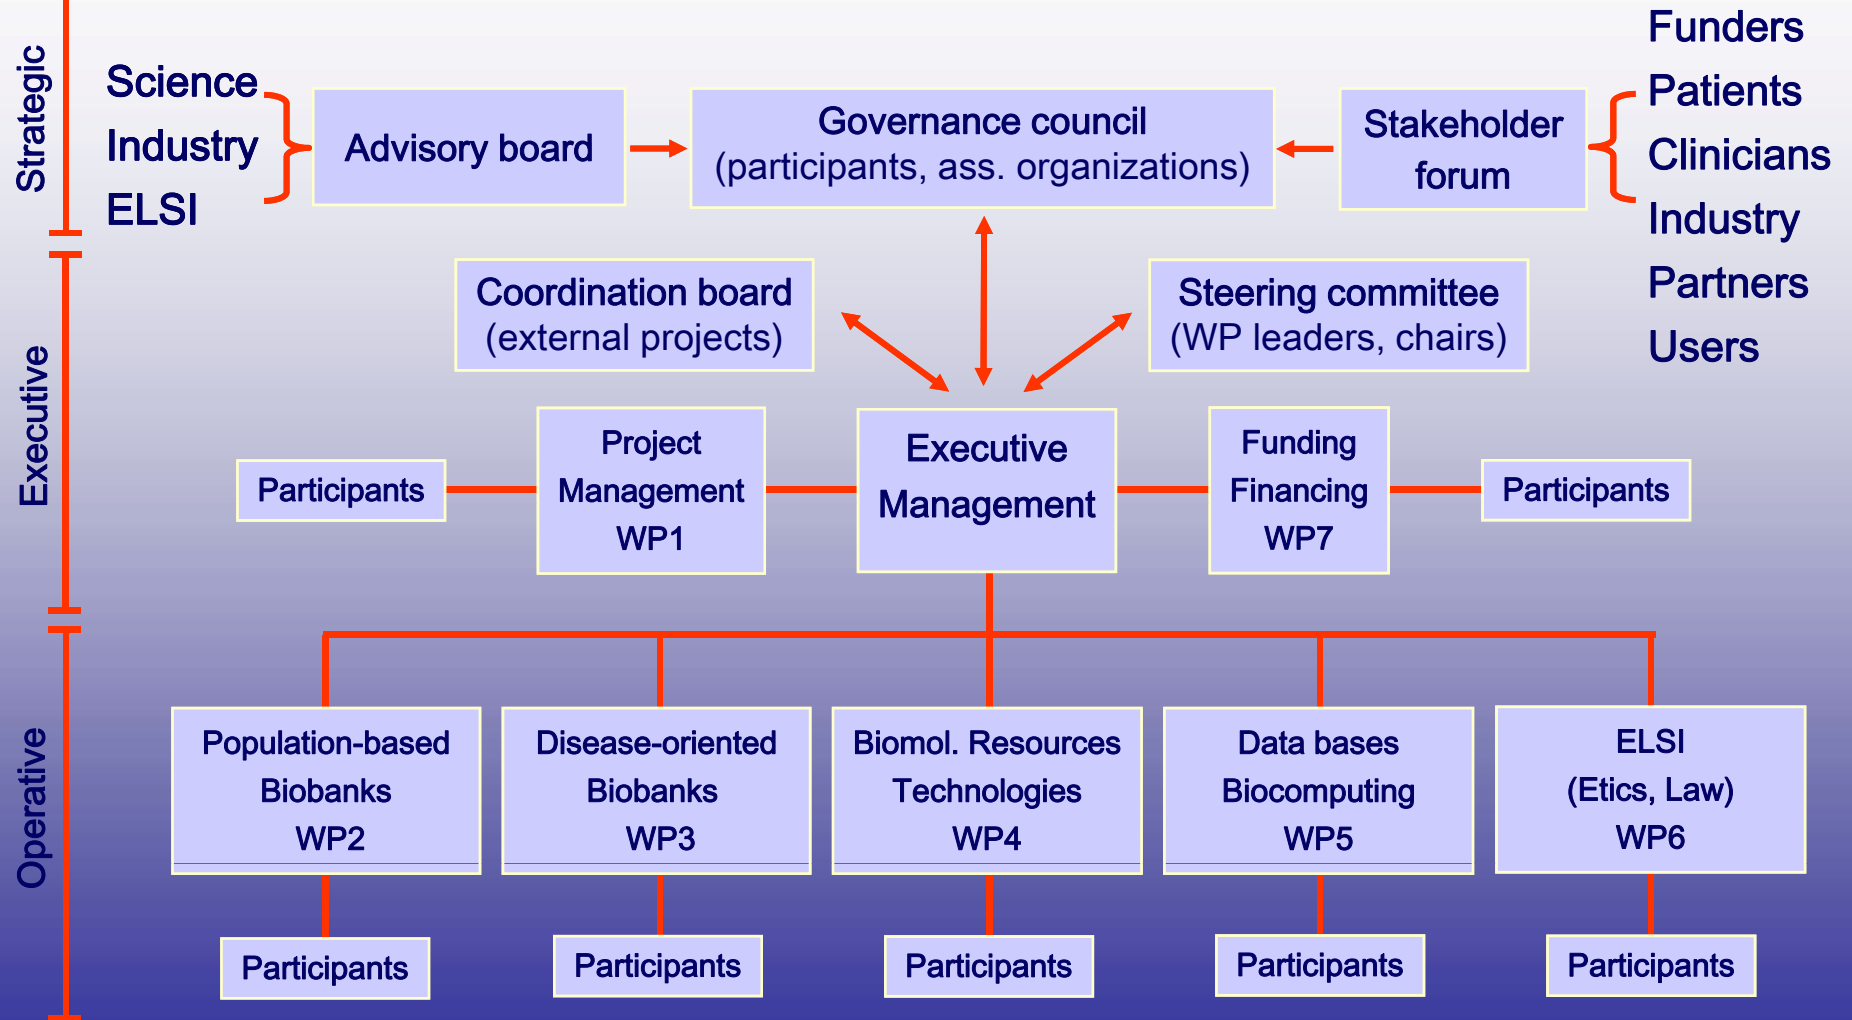 Strategic
Science
Industry
ELSI
Advisory board
Governance council
(participants, ass. organizations)
Stakeholder
forum
Funders
Patients
Clinicians
Industry
Partners
Users
Executive
Coordination board
(external projects)
Steering committee
(WP leaders, chairs)
Participants
Project
Management
WP1
Executive
Management
Funding
Financing
WP7
Participants
Operative
Population-based
Biobanks
WP2
Disease-oriented
Biobanks
WP3
Biomol. Resources
Technologies
WP4
Data bases
Biocomputing
WP5
ELSI
(Etics, Law)
WP6
Participants
Participants
Participants
Participants
Participants